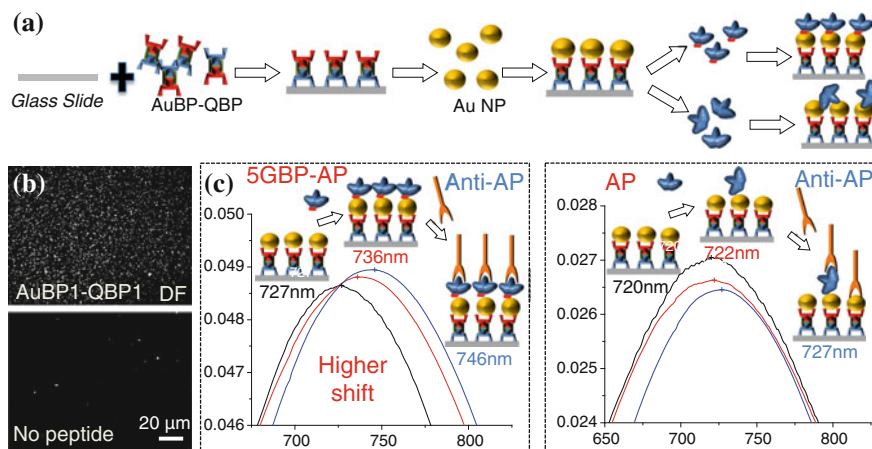 (a)
Glass Slide
AuBP-QBP
Au NP
(b)
AuBP1-QBP1 DF
No peptide
20 µm
(c)
5GBP-AP
Anti-AP
0.050
0.049
0.048
0.047
0.046
727nm
736nm
746nm
Higher
shift
700 750 800
AP
Anti-AP
0.028
0.027
0.026
0.025
0.024
720nm
722nm
727nm
650 700 750 800